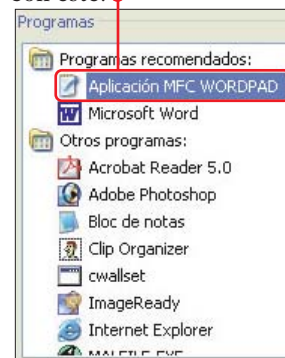 con este.
Programas
Programas recomendados:
Aplicación MFC WORDPAD
Microsoft Word
Otros programas:
Acrobat Reader 5.0
Adobe Photoshop
Bloc de notas
Clip Organizer
cwallset
ImageReady
Internet Explorer